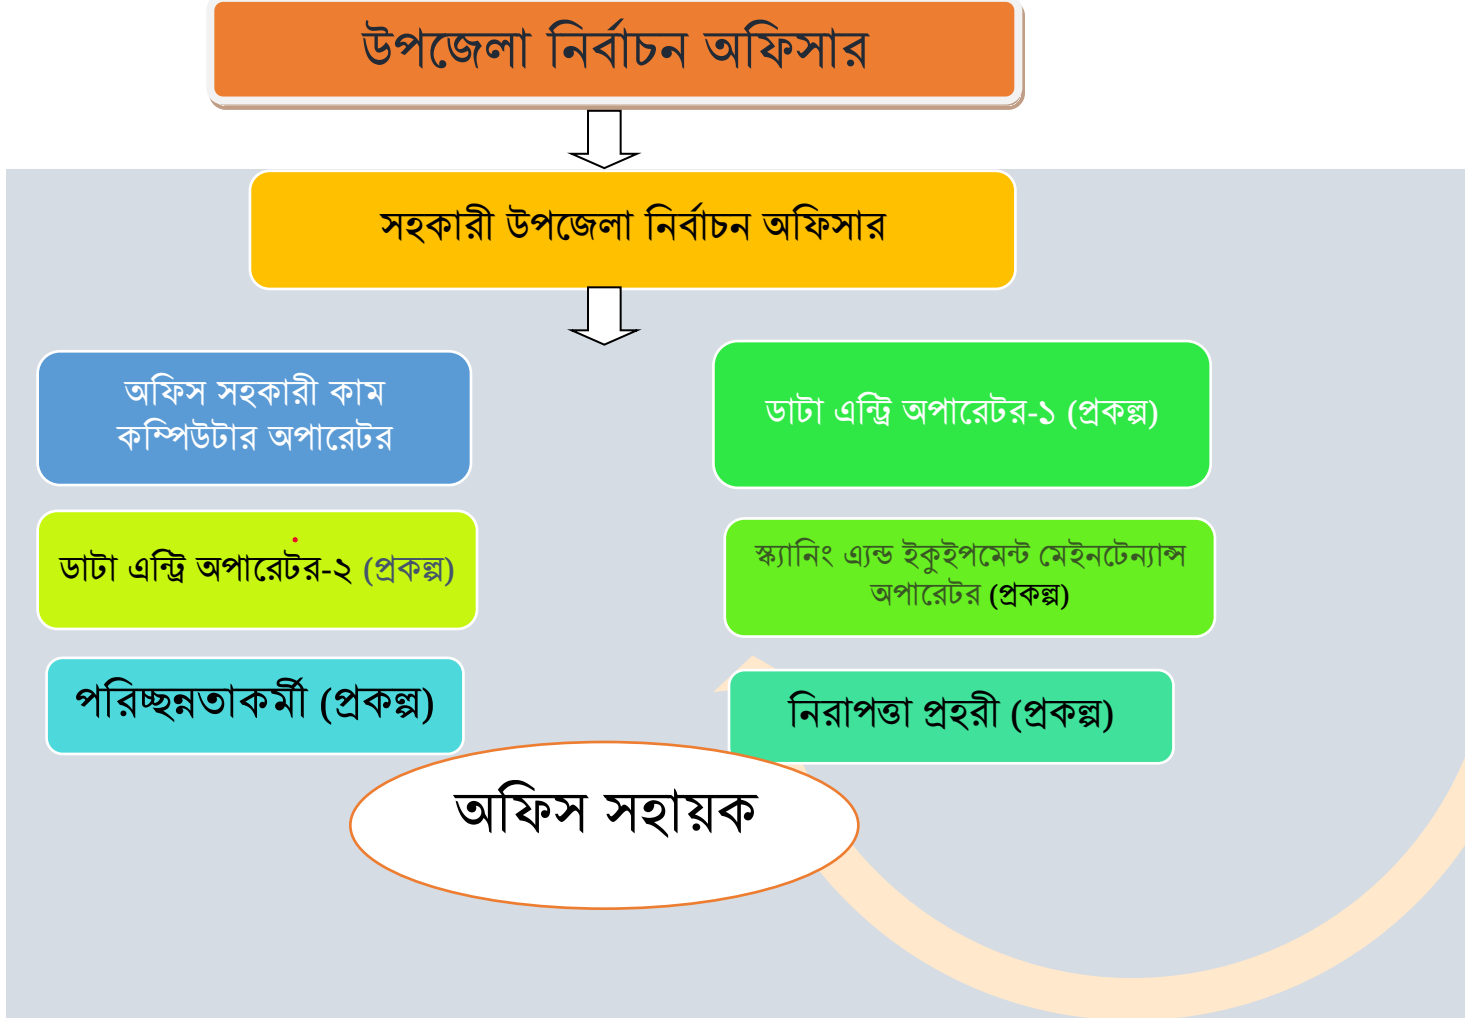 উপজেলা নির্বাচন অফিসার
সহকারী উপজেলা নির্বাচন অফিসার
অফিস সহকারী কাম
কম্পিউটার অপারেটর
ডাটা এন্ট্রি অপারেটর-১ (প্রকল্প)
ডাটা এন্ট্রি অপারেটর-২ (প্রকল্প)
স্ক্যানিং এ্যন্ড ইকুইপমেন্ট মেইনটেন্যান্স
অপারেটর (প্রকল্প)
পরিচ্ছন্নতাকর্মী (প্রকল্প)
নিরাপত্তা প্রহরী (প্রকল্প)
অফিস সহায়ক